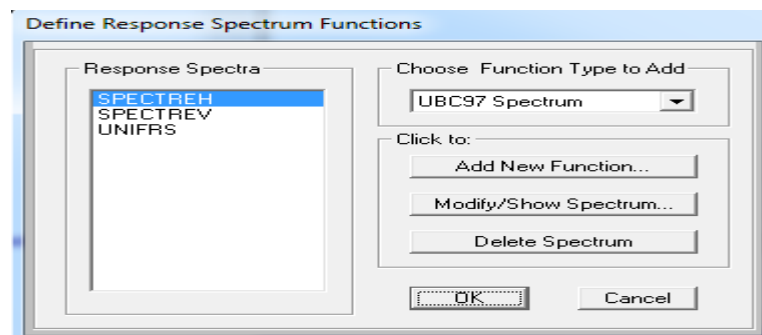 Define Response Spectrum Functions
Response Spectra
SPECTREH
SPECTREV
UNIFRS
Choose Function Type to Add
UBC97 Spectrum
Click to:
Add New Function...
Modify/Show Spectrum...
Delete Spectrum
OK
Cancel